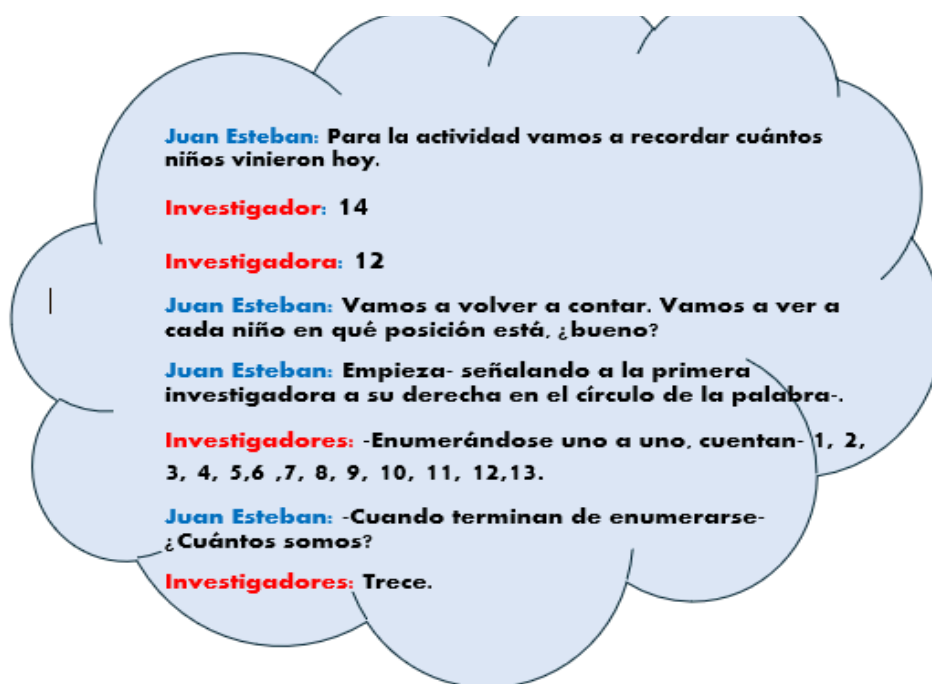 Juan Esteban: Para la actividad vamos a recordar cuántos
niños vinieron hoy.
Investigador: 14
Investigadora: 12
Juan Esteban: Vamos a volver a contar. Vamos a ver a
cada niño en qué posición está, ¿bueno?
Juan Esteban: Empieza- señalando a la primera
investigadora a su derecha en el círculo de la palabra-.
Investigadores: -Enumerándose uno a uno, cuentan- 1, 2,
3, 4, 5,6 ,7, 8, 9, 10, 11, 12,13.
Juan Esteban: -Cuando terminan de enumerarse-
¿Cuántos somos?
Investigadores: Trece.